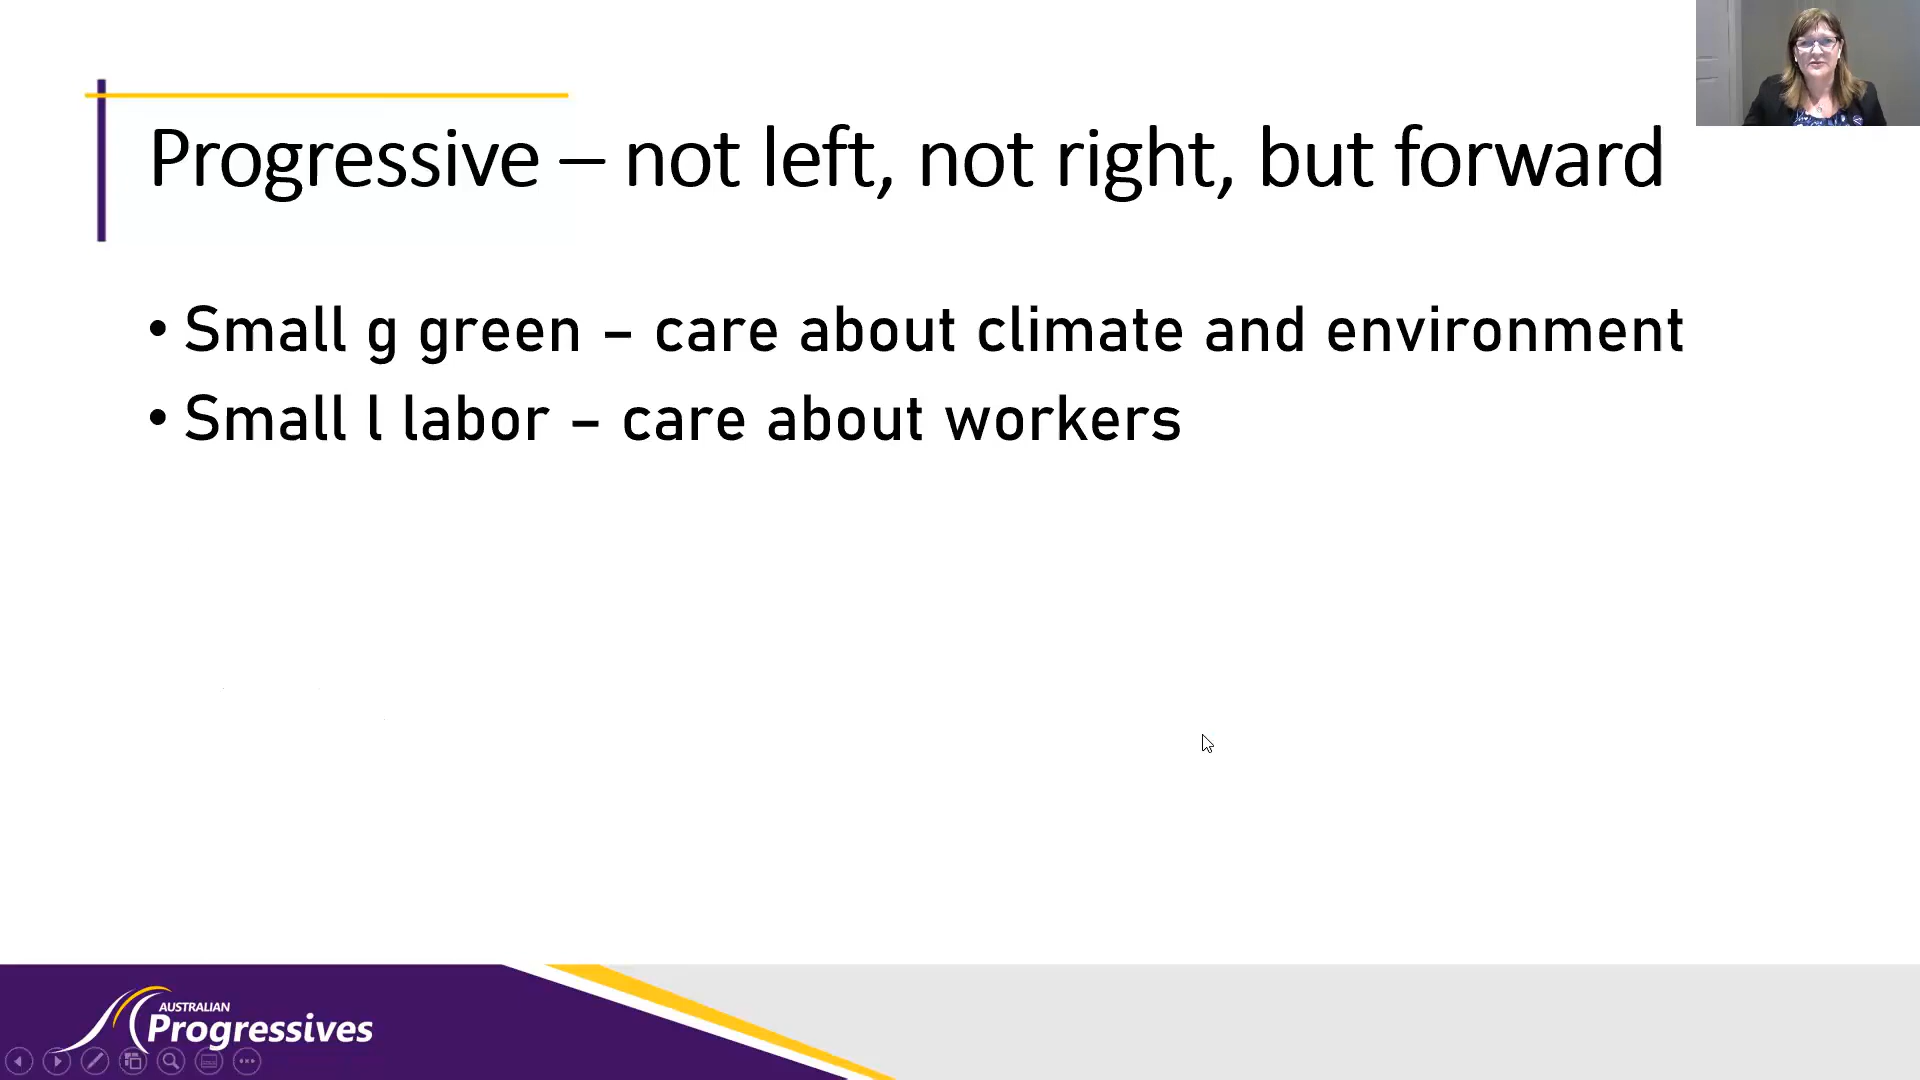 Progressive – not left, not right, but forward
• Small g green – care about climate and environment
• Small l labor – care about workers
AUSTRALIAN
Progressives